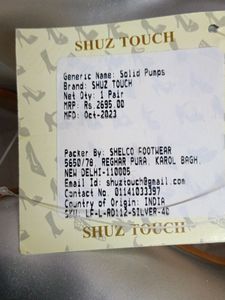 SHUZ TOUCH
Generic Name: Solid Pumps
Brand: SHUZ TOUCH
Net Qty: 1 Pair
MRP: Rs.2695.00
MFD: Oct-2023
Packer By: SHELCO FOOTWEAR
5650/78, REGHAR PURA, KAROL BAGH,
NEW DELHI-110005
Email Id: shuztouch@gmail.com
Contact No: 01141033397
Country of Origin: INDIA
SKU: LF-L-RD112-SILVER-40
SHUZ TOUCH